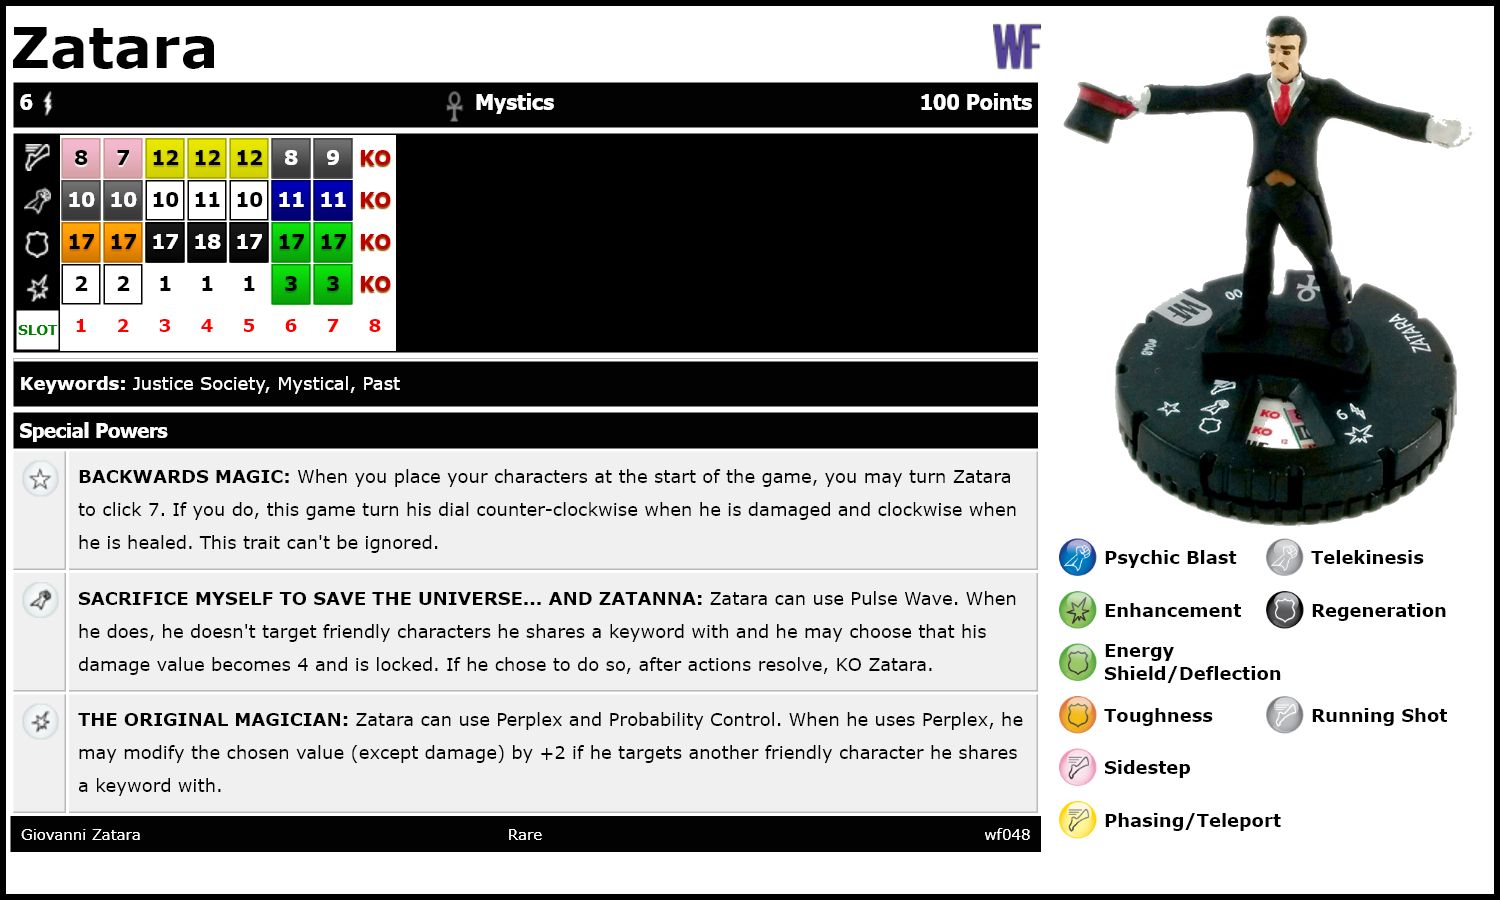 Zatara
WF
6 Mystics 100 Points
8 7 12 12 12 8 9 KO
10 10 10 11 10 11 11 KO
17 17 17 18 17 17 17 KO
2 2 1 1 1 3 3 KO
SLOT 1 2 3 4 5 6 7 8
Keywords: Justice Society, Mystical, Past
Special Powers
BACKWARDS MAGIC: When you place your characters at the start of the game, you may turn Zatara
to click 7. If you do, this game turn his dial counter-clockwise when he is damaged and clockwise when
he is healed. This trait can't be ignored.
SACRIFICE MYSELF TO SAVE THE UNIVERSE... AND ZATANNA: Zatara can use Pulse Wave. When
he does, he doesn't target friendly characters he shares a keyword with and he may choose that his
damage value becomes 4 and is locked. If he chose to do so, after actions resolve, KO Zatara.
THE ORIGINAL MAGICIAN: Zatara can use Perplex and Probability Control. When he uses Perplex, he
may modify the chosen value (except damage) by +2 if he targets another friendly character he shares
a keyword with.
Giovanni Zatara Rare wf048
WF
00
ZATARA
#048
6
KO
KO
12
Psychic Blast Telekinesis
Enhancement Regeneration
Energy
Shield/Deflection
Toughness Running Shot
Sidestep
Phasing/Teleport